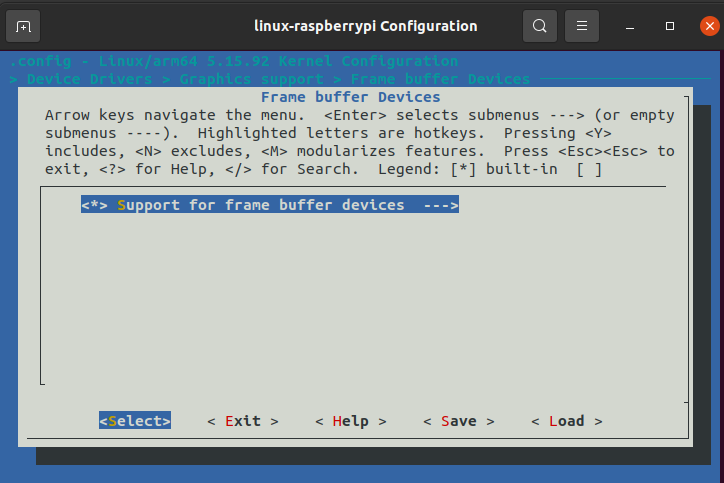 linux-raspberrypi Configuration
.config - Linux/arm64 5.15.92 Kernel Configuration
> Device Drivers > Graphics support > Frame buffer Devices
Frame buffer Devices
Arrow keys navigate the menu.  <Enter> selects submenus ---> (or empty
submenus ----).  Highlighted letters are hotkeys.  Pressing <Y>
includes, <N> excludes, <M> modularizes features.  Press <Esc><Esc> to
exit, <?> for Help, </> for Search.  Legend: [*] built-in  [ ]
<*> Support for frame buffer devices  --->
<Select>    < Exit >    < Help >    < Save >    < Load >